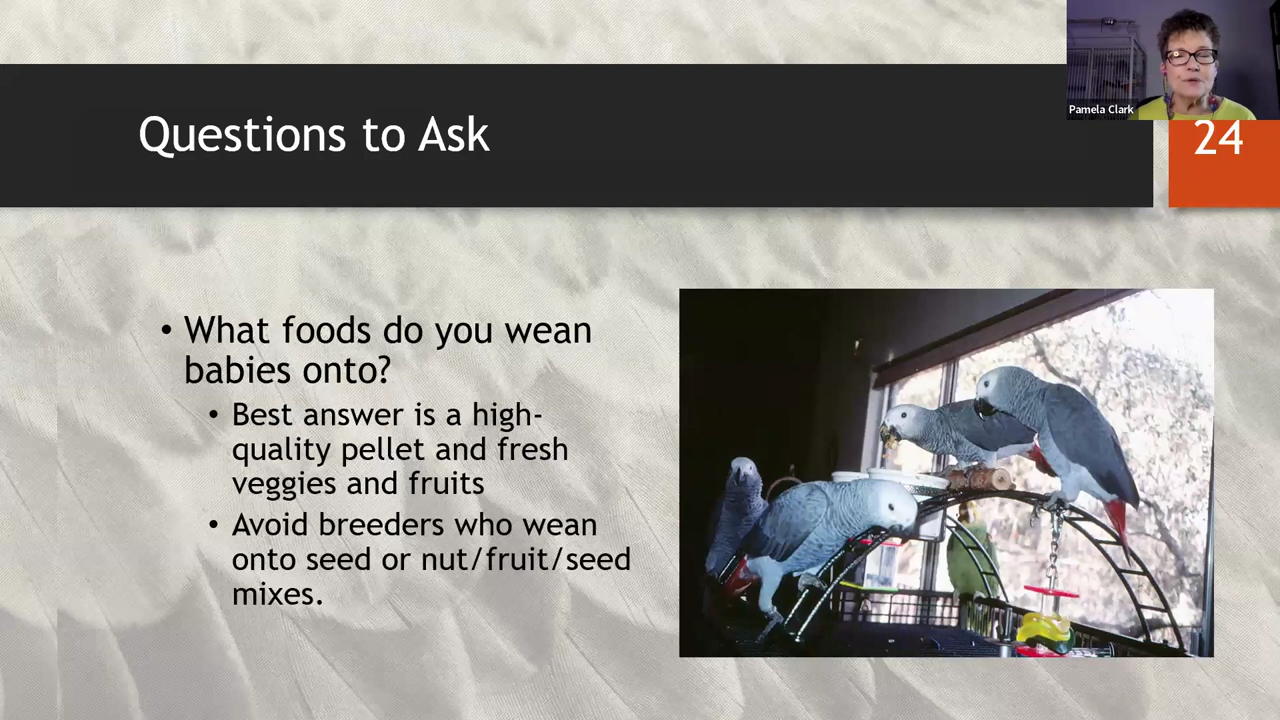 Pamela Clark
Questions to Ask
24
• What foods do you wean
babies onto?
• Best answer is a high-
quality pellet and fresh
veggies and fruits
• Avoid breeders who wean
onto seed or nut/fruit/seed
mixes.